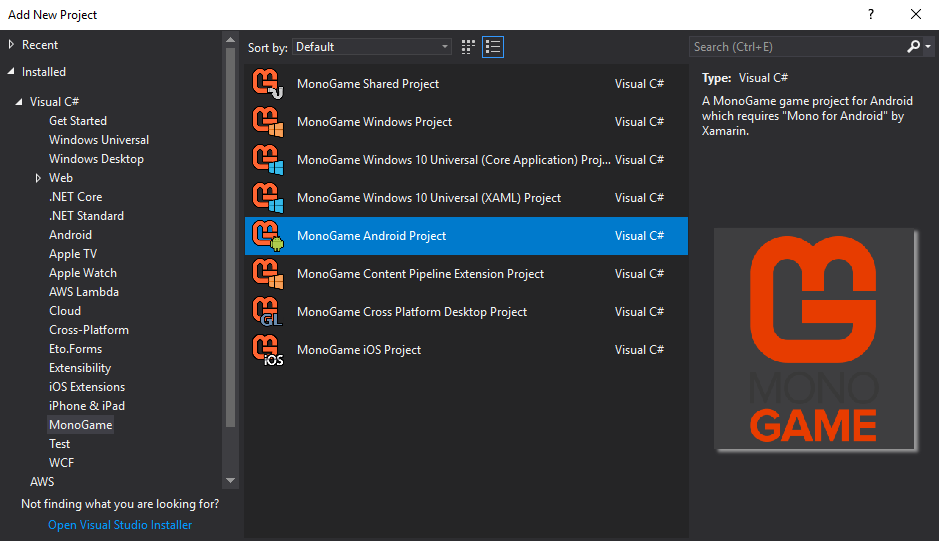 Add New Project
?
Recent
Installed
Visual C#
Get Started
Windows Universal
Windows Desktop
Web
.NET Core
.NET Standard
Android
Apple TV
Apple Watch
AWS Lambda
Cloud
Cross-Platform
Eto.Forms
Extensibility
iOS Extensions
iPhone & iPad
MonoGame
Test
WCF
AWS
Not finding what you are looking for?
Open Visual Studio Installer
Sort by: Default
MonoGame Shared Project Visual C#
MonoGame Windows Project Visual C#
MonoGame Windows 10 Universal (Core Application) Proj... Visual C#
MonoGame Windows 10 Universal (XAML) Project Visual C#
MonoGame Android Project Visual C#
MonoGame Content Pipeline Extension Project Visual C#
GL MonoGame Cross Platform Desktop Project Visual C#
iOS MonoGame iOS Project Visual C#
Search (Ctrl+E)
Type: Visual C#
A MonoGame game project for Android
which requires "Mono for Android" by
Xamarin.
MONO
GAME